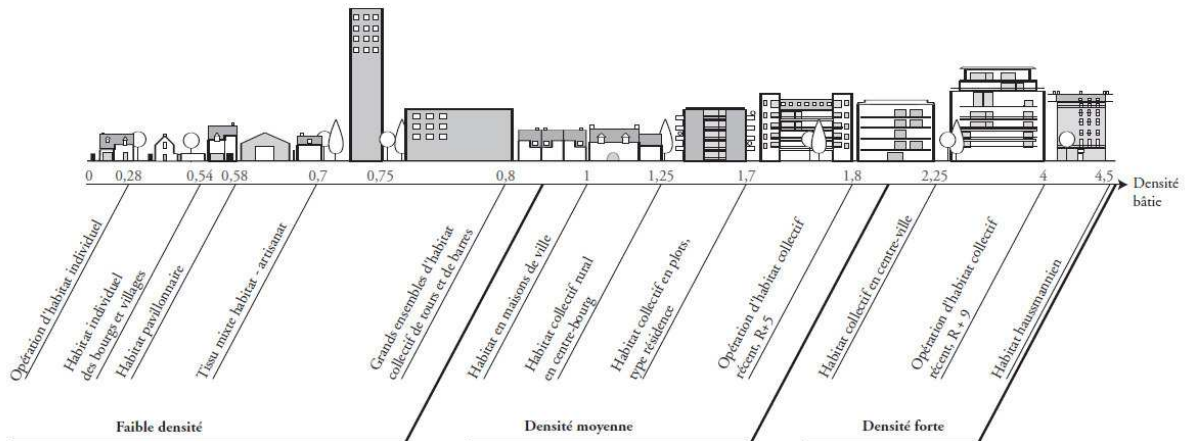 0 0,28 0,54 0,58 0,7 0,75 0,8 1 1,25 1,7 1,8 2,25 4 4,5
Densité
bâtie
Opération d'habitat individuel
Habitat individuel
des bourgs et villages
Habitat pavillonnaire
Tissu mixte habitat - artisanat
Grands ensembles d'habitat
collectif de tours et de barres
Habitat en maisons de ville
Habitat collectif rural
en centre-bourg
Habitat collectif en plots,
type résidence
Opération d'habitat collectif
récent, R+5
Habitat collectif en centre-ville
Opération d'habitat collectif
récent, R + 9
Habitat haussmannien
Faible densité
Densité moyenne
Densité forte